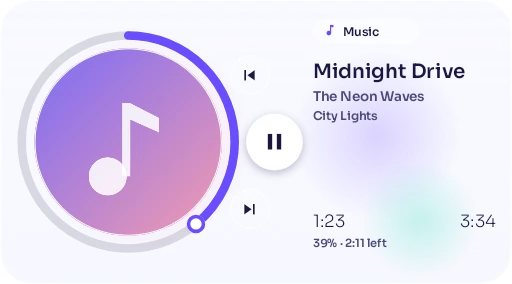 Music
Midnight Drive
The Neon Waves
City Lights
1:23 3:34
39% · 2:11 left